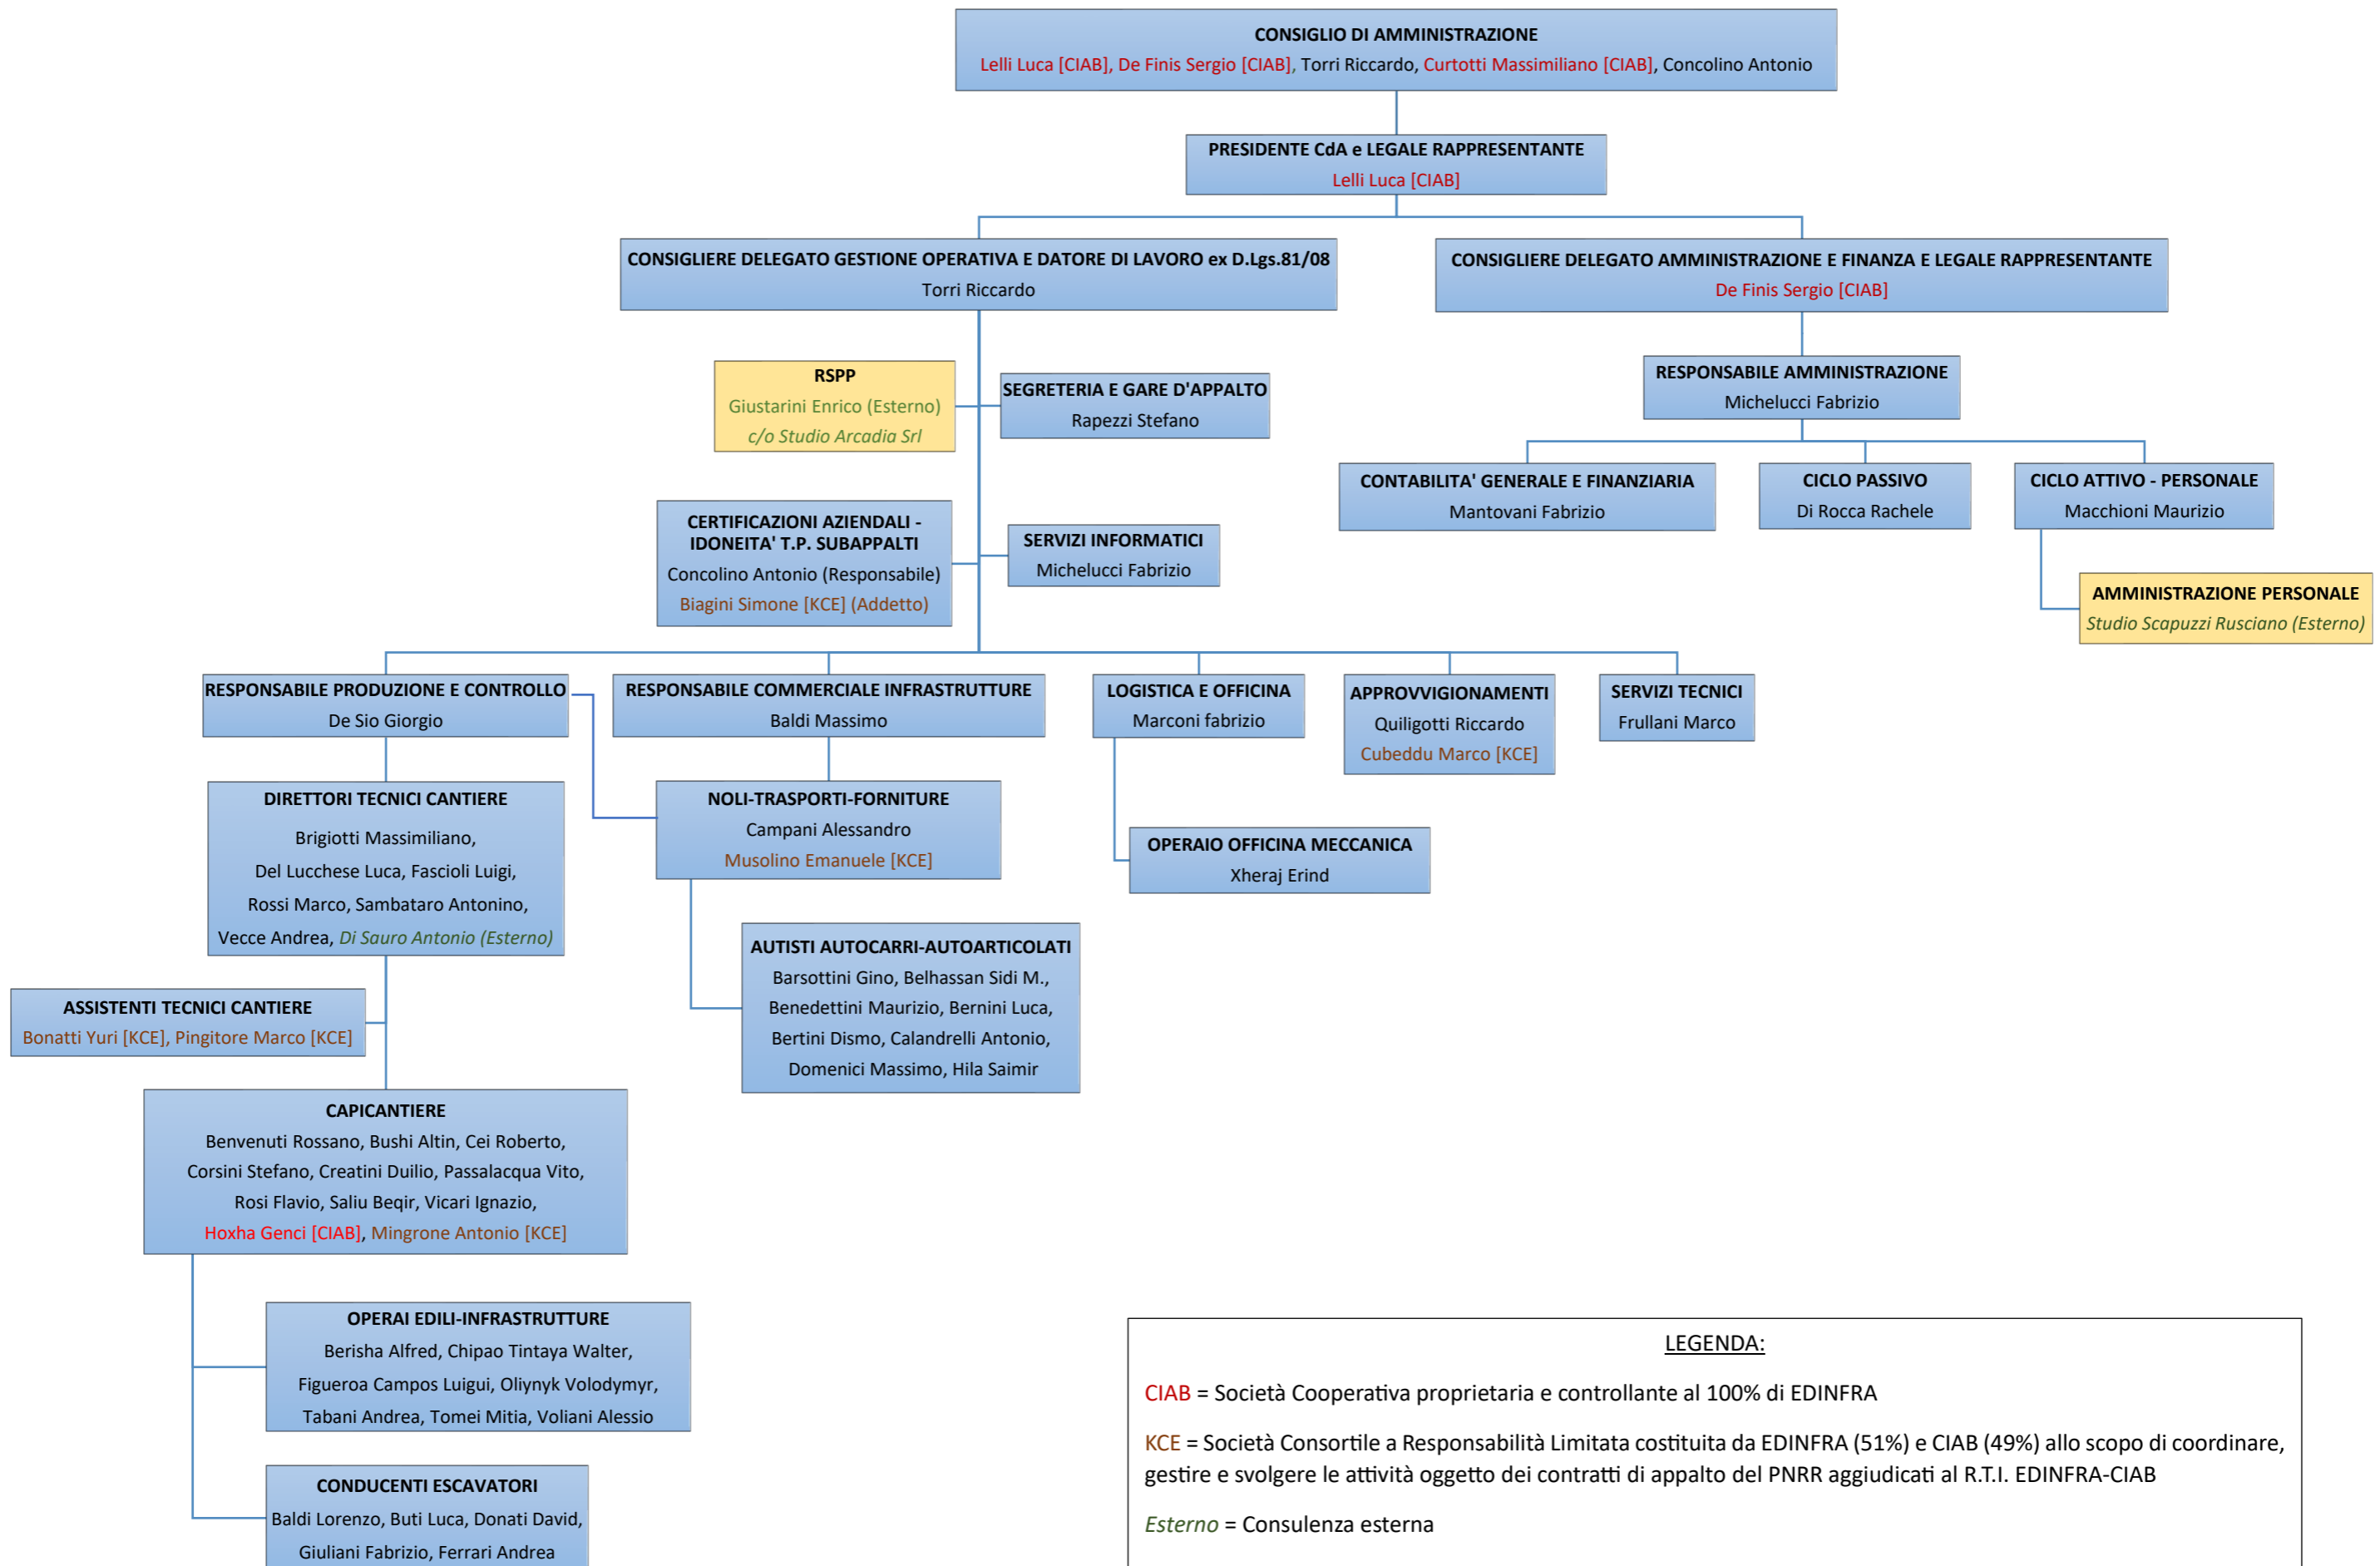 CONSIGLIO DI AMMINISTRAZIONE
Lelli Luca [CIAB], De Finis Sergio [CIAB], Torri Riccardo, Curtotti Massimiliano [CIAB], Concolino Antonio
PRESIDENTE CdA e LEGALE RAPPRESENTANTE
Lelli Luca [CIAB]
CONSIGLIERE DELEGATO GESTIONE OPERATIVA E DATORE DI LAVORO ex D.Lgs.81/08
Torri Riccardo
CONSIGLIERE DELEGATO AMMINISTRAZIONE E FINANZA E LEGALE RAPPRESENTANTE
De Finis Sergio [CIAB]
RSPP
Giustarini Enrico (Esterno)
c/o Studio Arcadia Srl
SEGRETERIA E GARE D'APPALTO
Rapezzi Stefano
RESPONSABILE AMMINISTRAZIONE
Michelucci Fabrizio
CONTABILITA' GENERALE E FINANZIARIA
Mantovani Fabrizio
CICLO PASSIVO
Di Rocca Rachele
CICLO ATTIVO - PERSONALE
Macchioni Maurizio
CERTIFICAZIONI AZIENDALI -
IDONEITA' T.P. SUBAPPALTI
Concolino Antonio (Responsabile)
Biagini Simone [KCE] (Addetto)
SERVIZI INFORMATICI
Michelucci Fabrizio
AMMINISTRAZIONE PERSONALE
Studio Scapuzzi Rusciano (Esterno)
RESPONSABILE PRODUZIONE E CONTROLLO
De Sio Giorgio
RESPONSABILE COMMERCIALE INFRASTRUTTURE
Baldi Massimo
LOGISTICA E OFFICINA
Marconi fabrizio
APPROVVIGIONAMENTI
Quiligotti Riccardo
Cubeddu Marco [KCE]
SERVIZI TECNICI
Frullani Marco
DIRETTORI TECNICI CANTIERE
Brigiotti Massimiliano,
Del Lucchese Luca, Fascioli Luigi,
Rossi Marco, Sambataro Antonino,
Vecce Andrea, Di Sauro Antonio (Esterno)
NOLI-TRASPORTI-FORNITURE
Campani Alessandro
Musolino Emanuele [KCE]
OPERAIO OFFICINA MECCANICA
Xheraj Erind
AUTISTI AUTOCARRI-AUTOARTICOLATI
Barsottini Gino, Belhassan Sidi M.,
Benedettini Maurizio, Bernini Luca,
Bertini Dismo, Calandrelli Antonio,
Domenici Massimo, Hila Saimir
ASSISTENTI TECNICI CANTIERE
Bonatti Yuri [KCE], Pingitore Marco [KCE]
CAPICANTIERE
Benvenuti Rossano, Bushi Altin, Cei Roberto,
Corsini Stefano, Creatini Duilio, Passalacqua Vito,
Rosi Flavio, Saliu Beqir, Vicari Ignazio,
Hoxha Genci [CIAB], Mingrone Antonio [KCE]
OPERAI EDILI-INFRASTRUTTURE
Berisha Alfred, Chipao Tintaya Walter,
Figueroa Campos Luigui, Oliynyk Volodymyr,
Tabani Andrea, Tomei Mitia, Voliani Alessio
CONDUCENTI ESCAVATORI
Baldi Lorenzo, Buti Luca, Donati David,
Giuliani Fabrizio, Ferrari Andrea
LEGENDA:
CIAB = Società Cooperativa proprietaria e controllante al 100% di EDINFRA
KCE = Società Consortile a Responsabilità Limitata costituita da EDINFRA (51%) e CIAB (49%) allo scopo di coordinare,
gestire e svolgere le attività oggetto dei contratti di appalto del PNRR aggiudicati al R.T.I. EDINFRA-CIAB
Esterno = Consulenza esterna